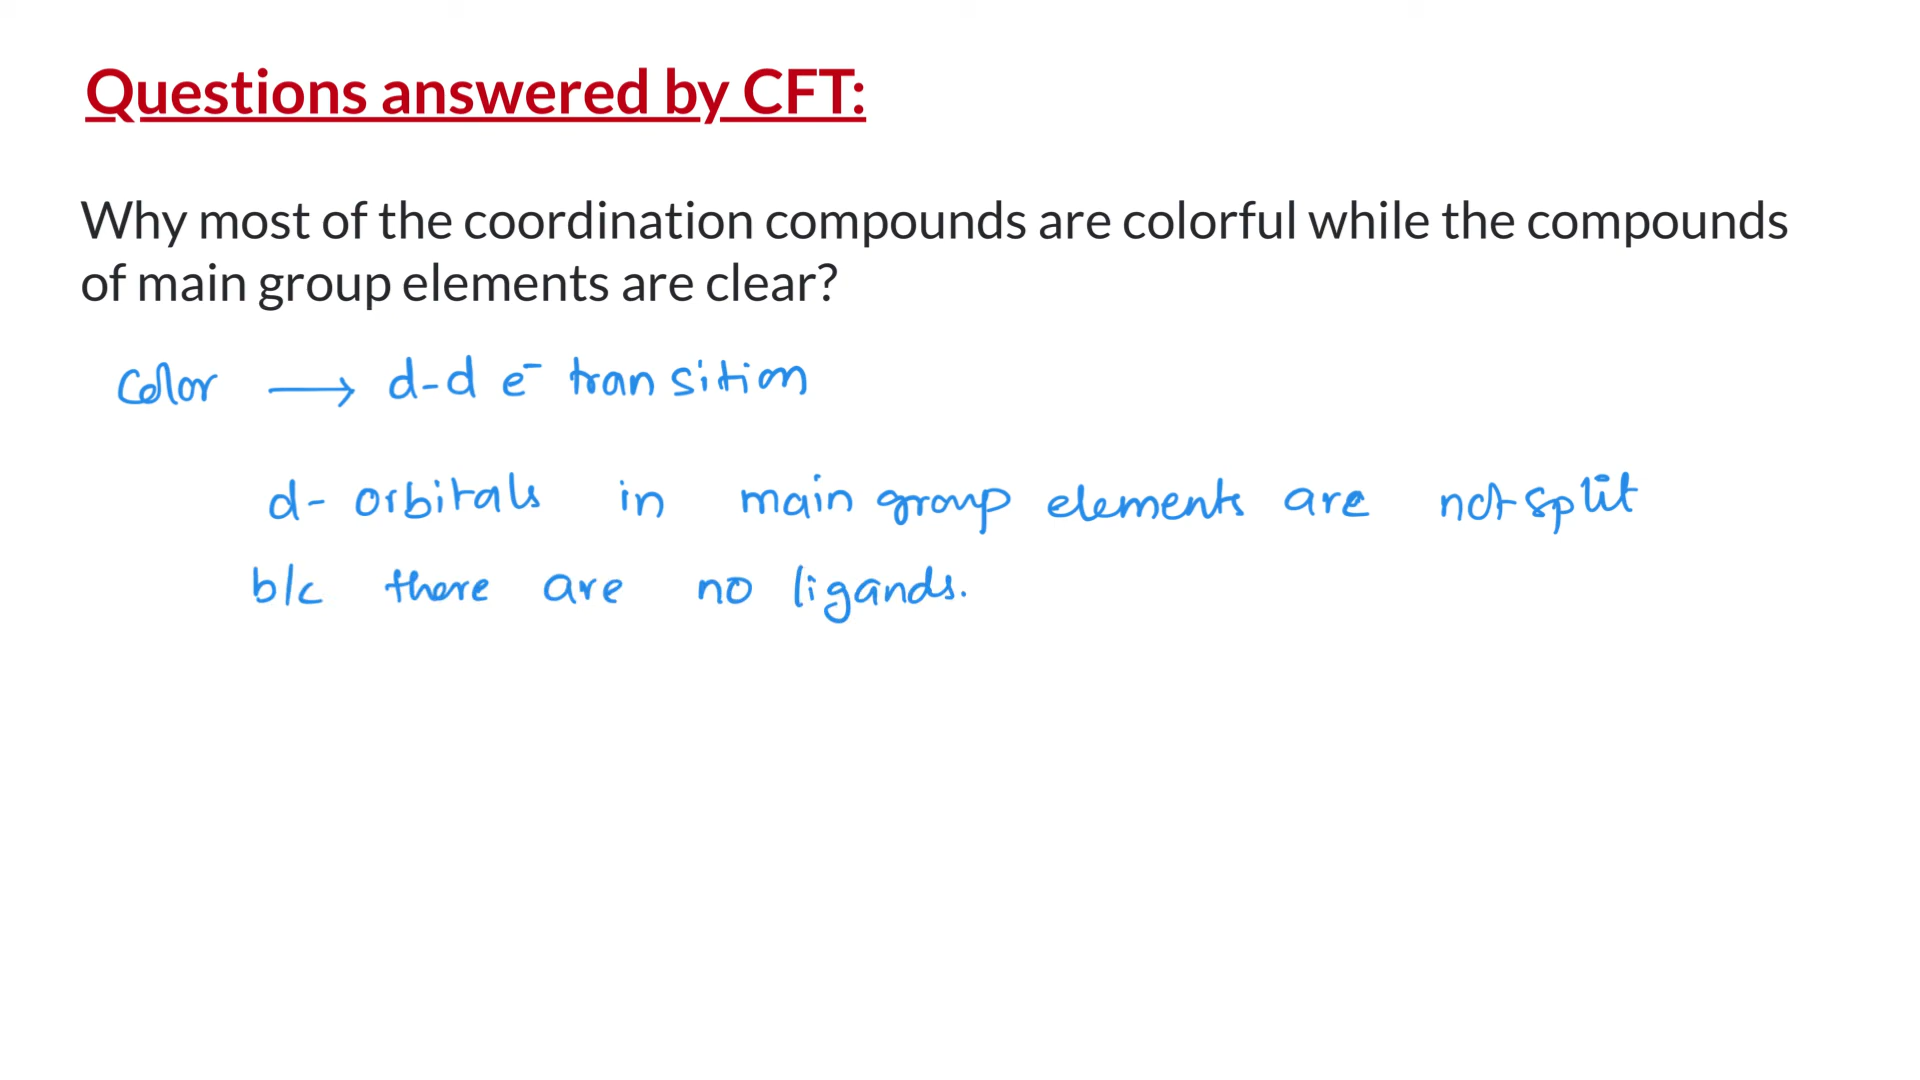 Questions answered by CFT:
Why most of the coordination compounds are colorful while the compounds
of main group elements are clear?
Color ⟶ d-d e⁻ transition
d- orbitals in main group elements are not split
b/c there are no ligands.